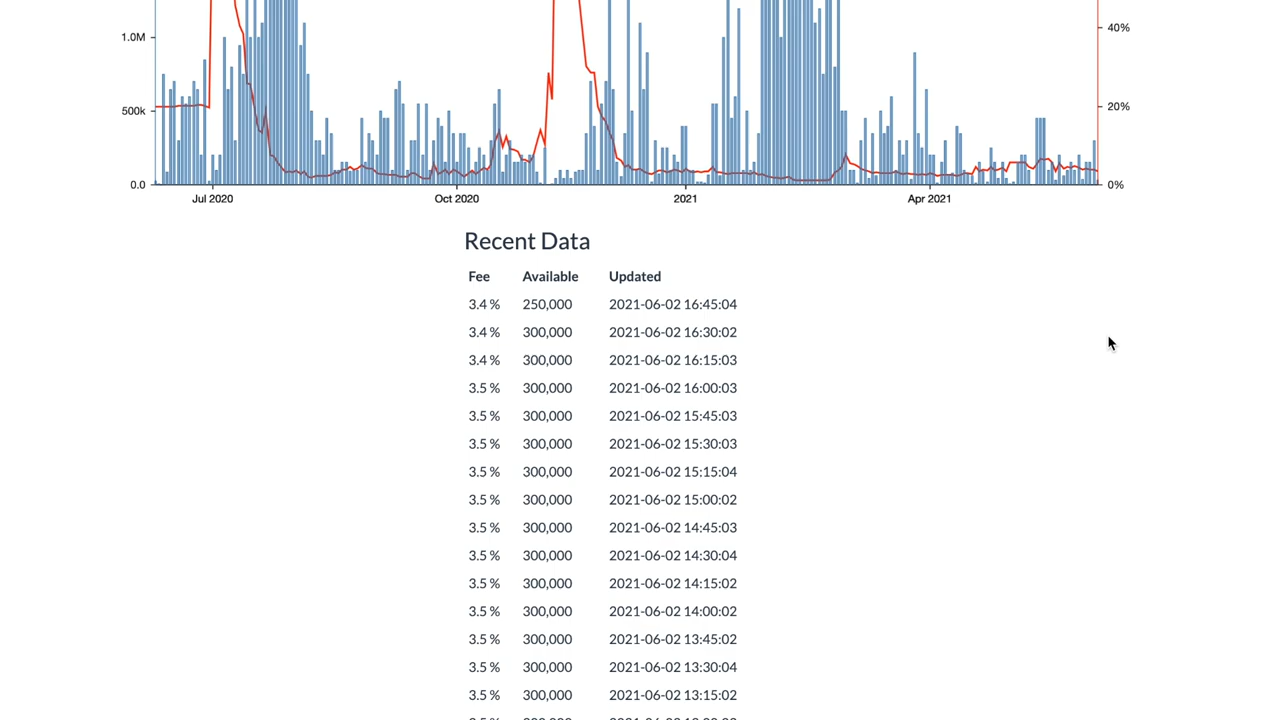 40%
1.0M
500k
20%
0.0
0%
Jul 2020 Oct 2020 2021 Apr 2021
Recent Data
Fee Available Updated
3.4 % 250,000 2021-06-02 16:45:04
3.4 % 300,000 2021-06-02 16:30:02
3.4 % 300,000 2021-06-02 16:15:03
3.5 % 300,000 2021-06-02 16:00:03
3.5 % 300,000 2021-06-02 15:45:03
3.5 % 300,000 2021-06-02 15:30:03
3.5 % 300,000 2021-06-02 15:15:04
3.5 % 300,000 2021-06-02 15:00:02
3.5 % 300,000 2021-06-02 14:45:03
3.5 % 300,000 2021-06-02 14:30:04
3.5 % 300,000 2021-06-02 14:15:02
3.5 % 300,000 2021-06-02 14:00:02
3.5 % 300,000 2021-06-02 13:45:02
3.5 % 300,000 2021-06-02 13:30:04
3.5 % 300,000 2021-06-02 13:15:02